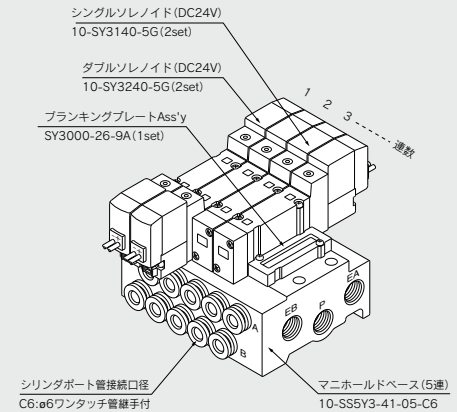 シングルソレノイド(DC24V)
10-SY3140-5G(2set)
ダブルソレノイド(DC24V)
10-SY3240-5G(2set)
ブランキングプレートAss'y
SY3000-26-9A(1set)
1 2 3 連数
EA
P
EB
A
B
シリンダポート管接続口径
C6:ø6ワンタッチ管継手付
マニホールドベース(5連)
10-SS5Y3-41-05-C6